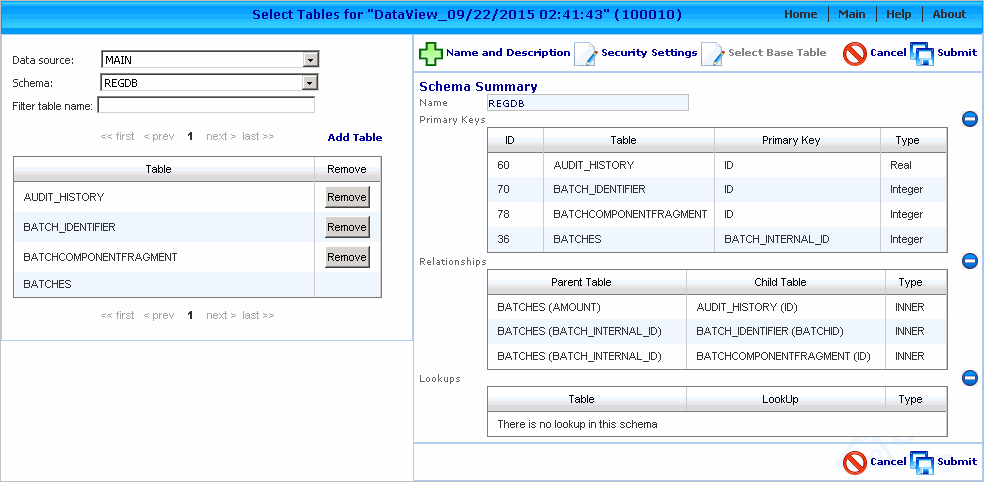 Select Tables for "DataView_09/22/2015 02:41:43" (100010)
Home Main Help About
Data source: MAIN
Schema: REGDB
Filter table name:
<< first < prev 1 next > last >> Add Table
Table Remove
AUDIT_HISTORY Remove
BATCH_IDENTIFIER Remove
BATCHCOMPONENTFRAGMENT Remove
BATCHES
<< first < prev 1 next > last >>
Name and Description Security Settings Select Base Table Cancel Submit
Schema Summary
Name REGDB
Primary Keys
ID Table Primary Key Type
60 AUDIT_HISTORY ID Real
70 BATCH_IDENTIFIER ID Integer
78 BATCHCOMPONENTFRAGMENT ID Integer
36 BATCHES BATCH_INTERNAL_ID Integer
Relationships
Parent Table Child Table Type
BATCHES (AMOUNT) AUDIT_HISTORY (ID) INNER
BATCHES (BATCH_INTERNAL_ID) BATCH_IDENTIFIER (BATCHID) INNER
BATCHES (BATCH_INTERNAL_ID) BATCHCOMPONENTFRAGMENT (ID) INNER
Lookups
Table LookUp Type
There is no lookup in this schema
Cancel Submit